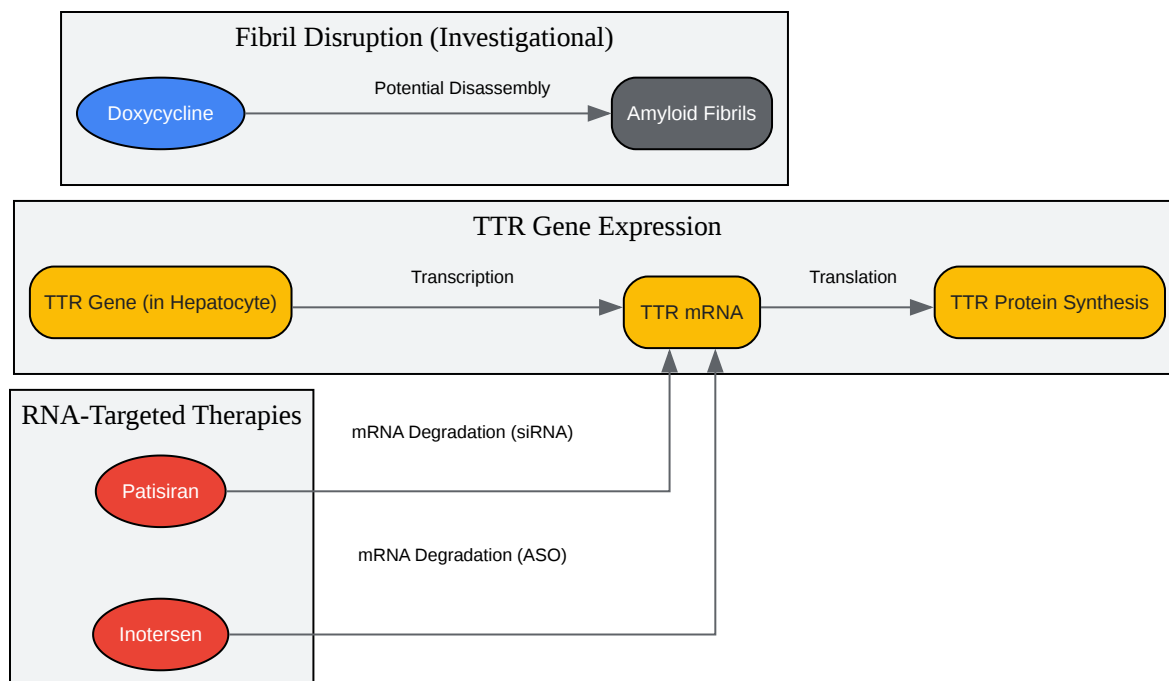 Fibril Disruption (Investigational)
Doxycycline
Potential Disassembly
Amyloid Fibrils
TTR Gene Expression
TTR Gene (in Hepatocyte)
Transcription
TTR mRNA
Translation
TTR Protein Synthesis
RNA-Targeted Therapies
mRNA Degradation (siRNA)
Patisiran
mRNA Degradation (ASO)
Inotersen